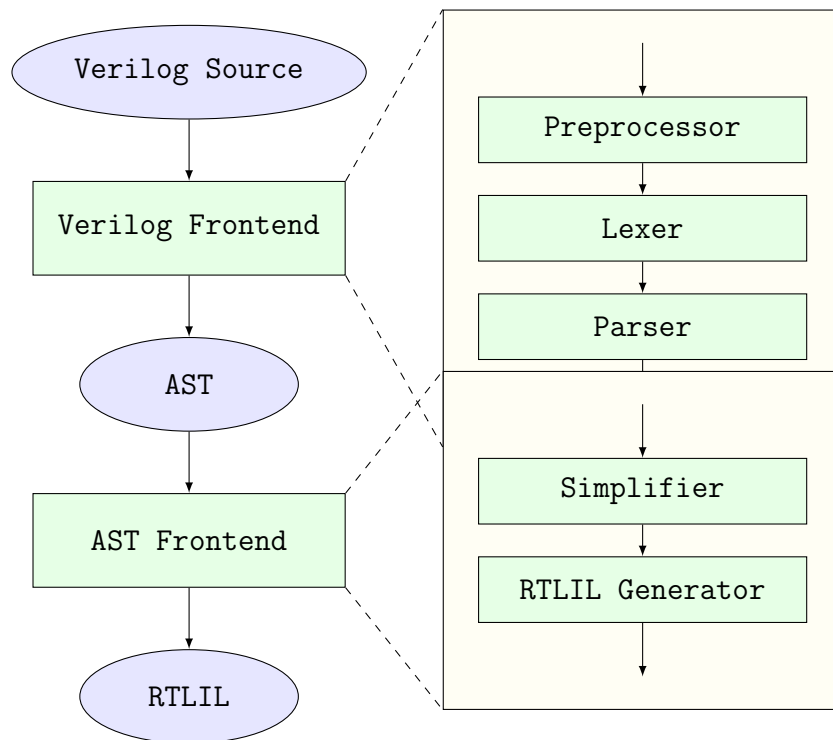 Verilog Source
Verilog Frontend
AST
AST Frontend
RTLIL
Preprocessor
Lexer
Parser
Simplifier
RTLIL Generator